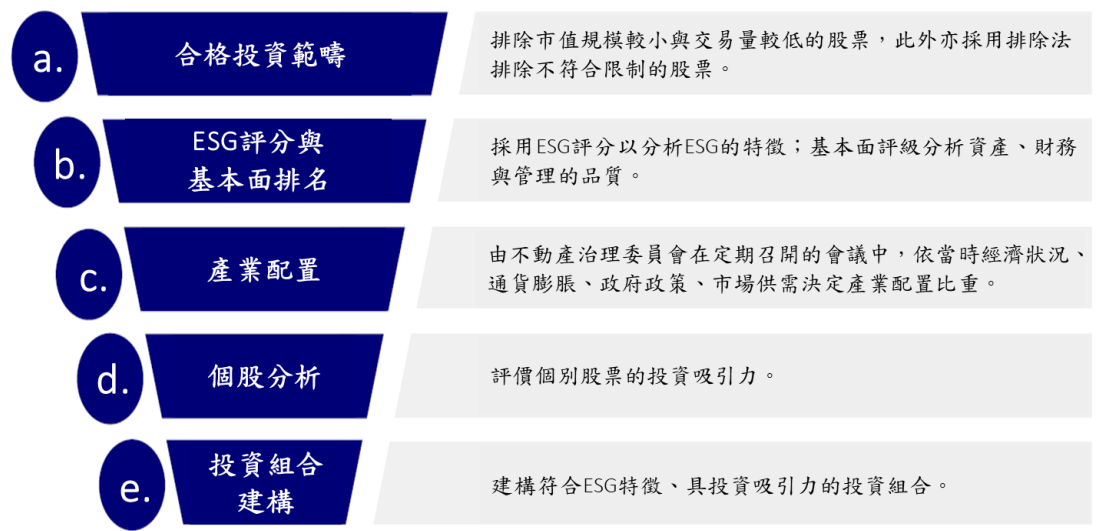 a.
合格投資範疇
排除市值規模較小與交易量較低的股票，此外亦採用排除法
排除不符合限制的股票。
b.
ESG評分與
基本面排名
採用ESG評分以分析ESG的特徵；基本面評級分析資產、財務
與管理的品質。
c.
產業配置
由不動產治理委員會在定期召開的會議中，依當時經濟狀況、
通貨膨脹、政府政策、市場供需決定產業配置比重。
d.
個股分析
評價個別股票的投資吸引力。
e.
投資組合
建構
建構符合ESG特徵、具投資吸引力的投資組合。